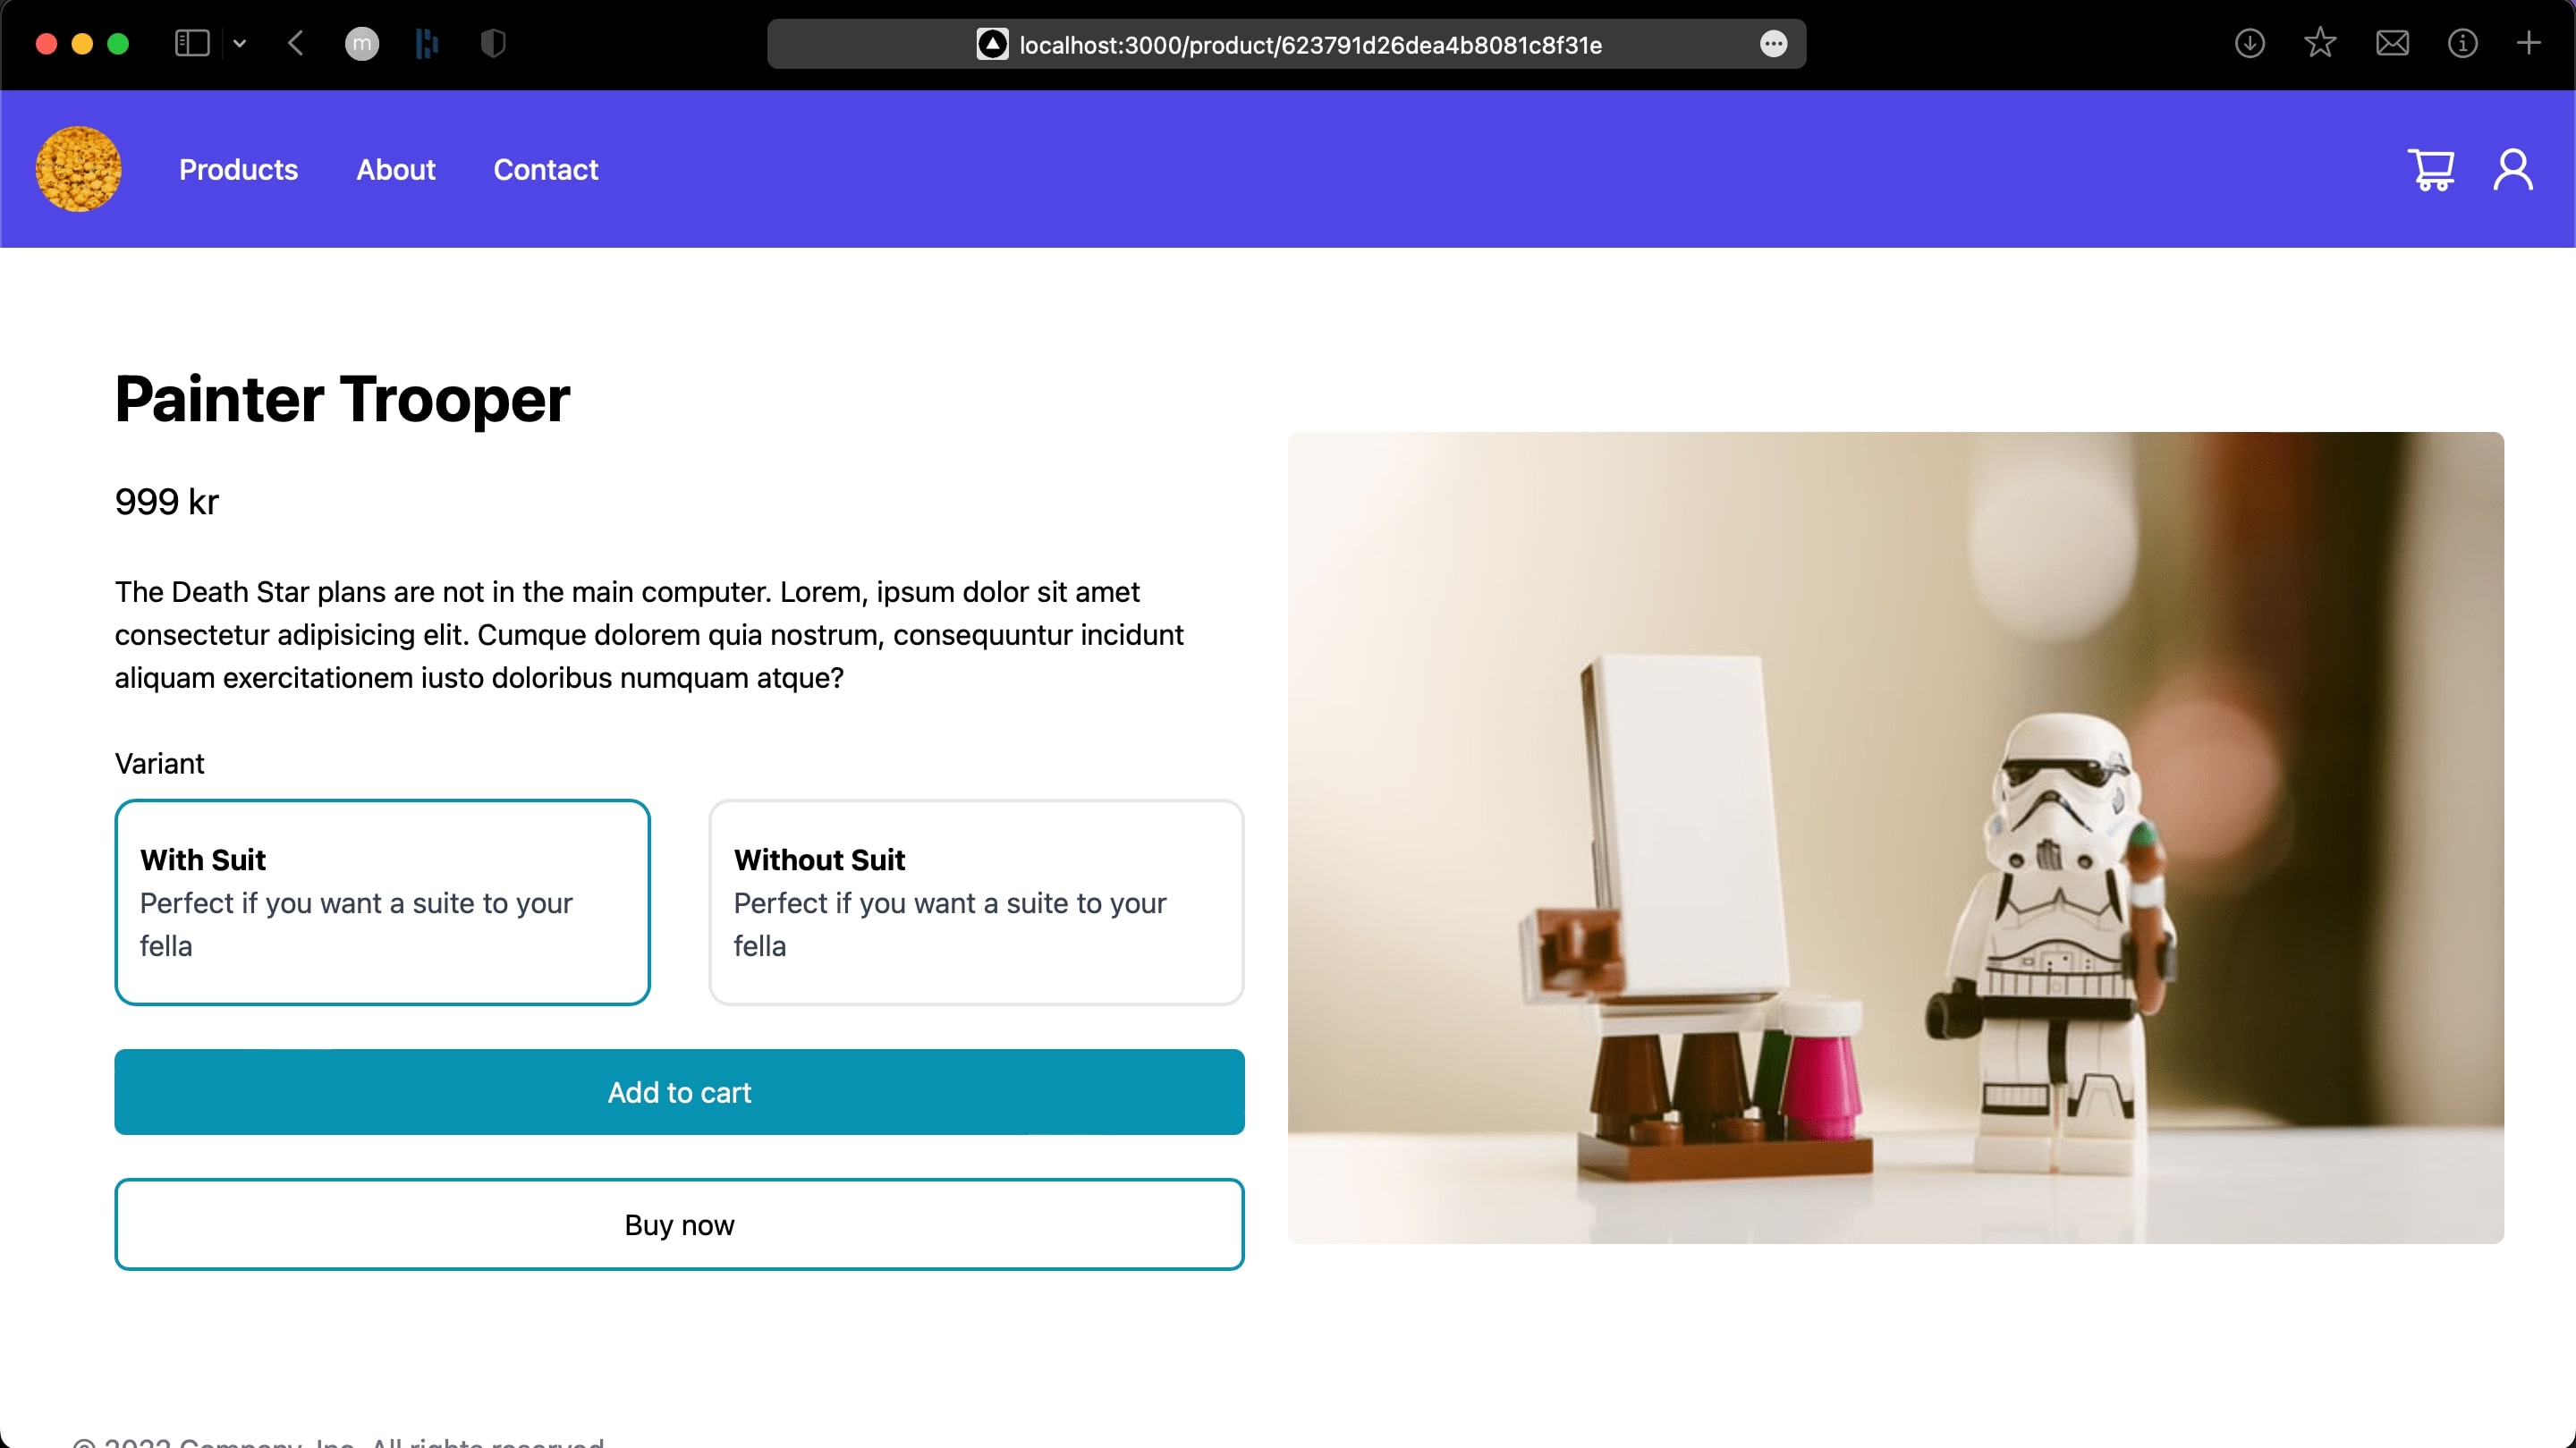 m
localhost:3000/product/623791d26dea4b8081c8f31e
Products About Contact
Painter Trooper
999 kr
The Death Star plans are not in the main computer. Lorem, ipsum dolor sit amet
consectetur adipisicing elit. Cumque dolorem quia nostrum, consequuntur incidunt
aliquam exercitationem iusto doloribus numquam atque?
Variant
With Suit
Perfect if you want a suite to your
fella
Without Suit
Perfect if you want a suite to your
fella
Add to cart
Buy now
© 2022 Company, Inc. All rights reserved